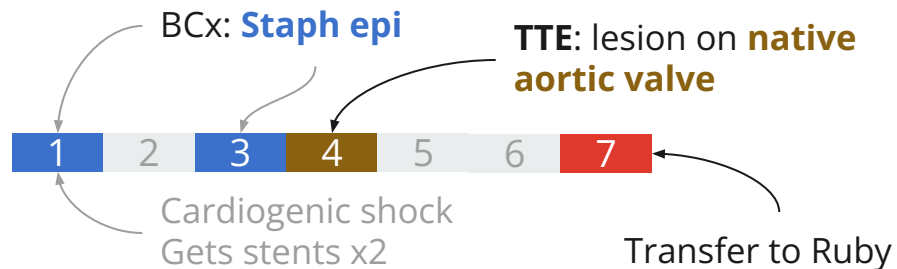 BCx: Staph epi
TTE: lesion on native
aortic valve
1 2 3 4 5 6 7
Cardiogenic shock
Gets stents x2
Transfer to Ruby